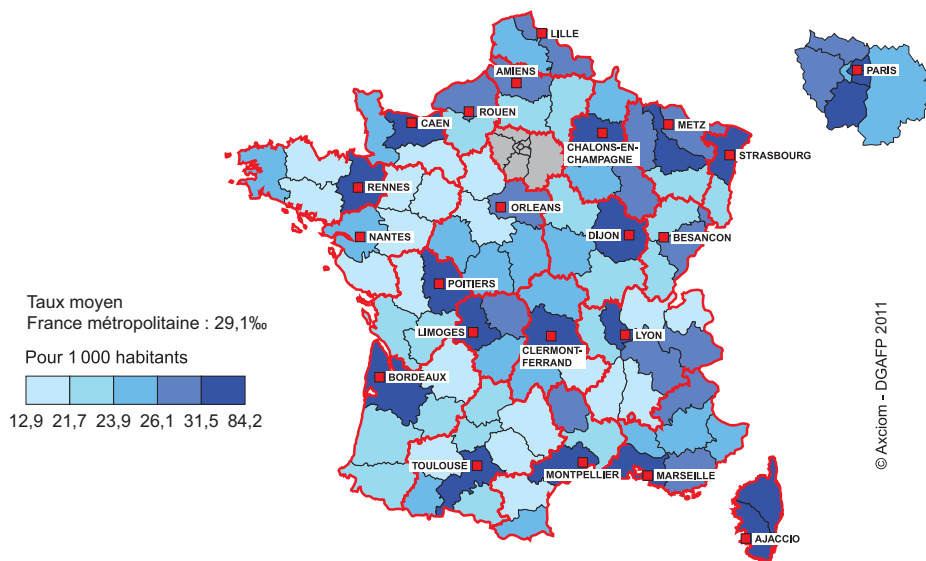 LILLE
AMIENS
PARIS
ROUEN
CAEN
METZ
CHALONS-EN-
CHAMPAGNE
STRASBOURG
RENNES
ORLEANS
NANTES
DIJON
BESANCON
POITIERS
Taux moyen
France métropolitaine : 29,1‰
LIMOGES
LYON
CLERMONT-
FERRAND
Pour 1 000 habitants
BORDEAUX
12,9 21,7 23,9 26,1 31,5 84,2
TOULOUSE
MONTPELLIER
MARSEILLE
AJACCIO
© Axciom - DGAFP 2011